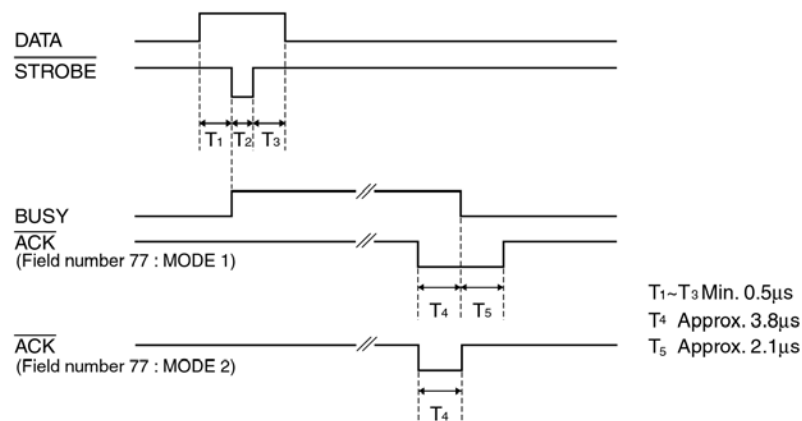 DATA
STROBE
T1 T2 T3
BUSY
ACK
(Field number 77 : MODE 1)
T4 T5
T1~T3 Min. 0.5µs
T4 Approx. 3.8µs
T5 Approx. 2.1µs
ACK
(Field number 77 : MODE 2)
T4